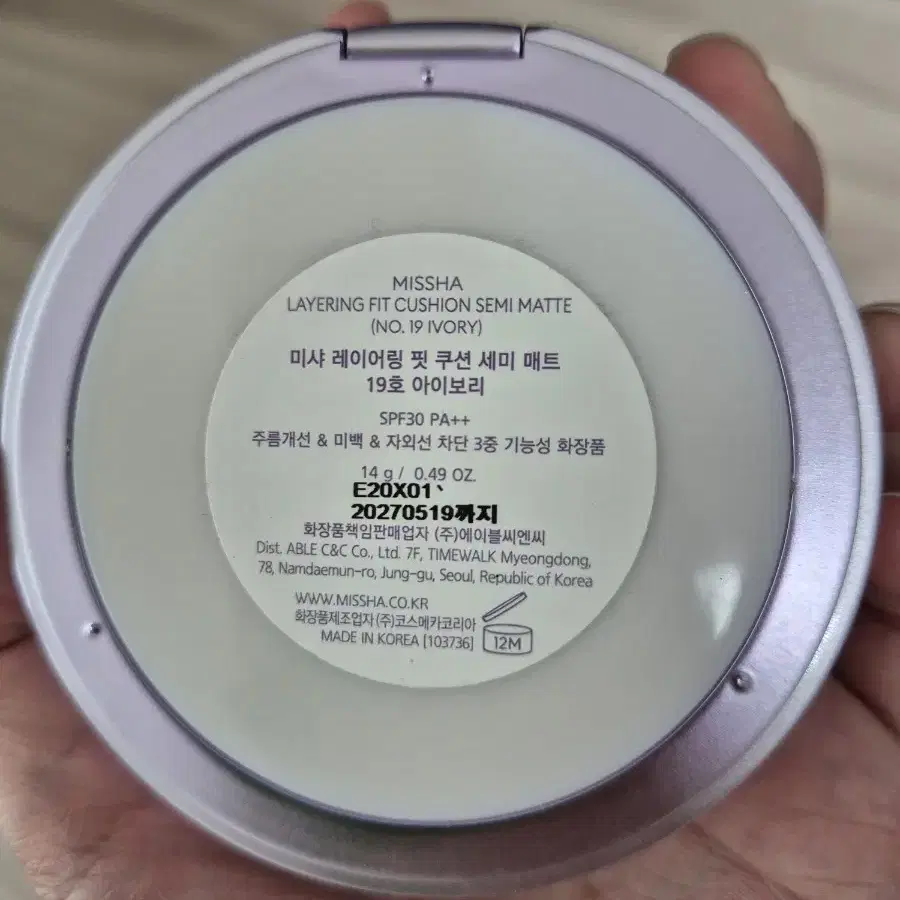 MISSHA
LAYERING FIT CUSHION SEMI MATTE
(NO. 19 IVORY)
미샤 레이어링 핏 쿠션 세미 매트
19호 아이보리
SPF30 PA++
주름개선 & 미백 & 자외선 차단 3중 기능성 화장품
14 g / 0.49 OZ.
E20X01`
20270519까지
화장품책임판매업자 (주)에이블씨엔씨
Dist. ABLE C&C Co., Ltd. 7F, TIMEWALK Myeongdong,
78, Namdaemun-ro, Jung-gu, Seoul, Republic of Korea
WWW.MISSHA.CO.KR
화장품제조업자 (주)코스메카코리아
MADE IN KOREA [103736]
12M